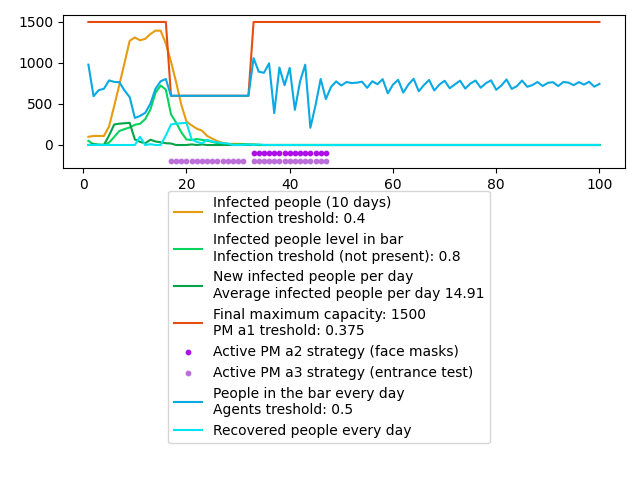 1500
1000
500
0
0
20
40
60
80
100
Infected people (10 days)
Infection treshold: 0.4
Infected people level in bar
Infection treshold (not present): 0.8
New infected people per day
Average infected people per day 14.91
Final maximum capacity: 1500
PM a1 treshold: 0.375
Active PM a2 strategy (face masks)
Active PM a3 strategy (entrance test)
People in the bar every day
Agents treshold: 0.5
Recovered people every day